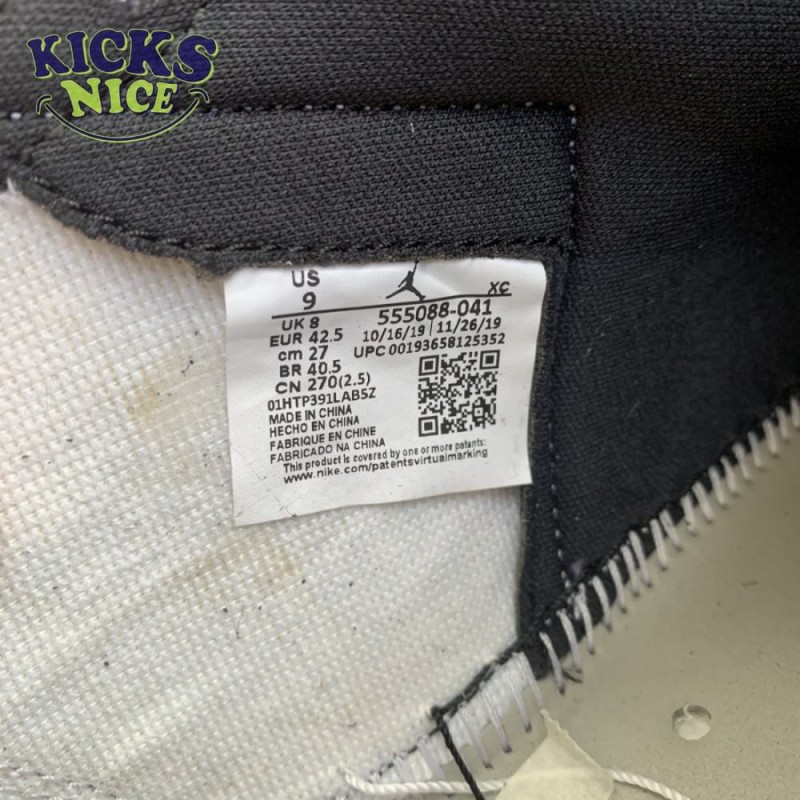 KICKS
NICE
US
9
XC
UK 8
555088-041
EUR 42.5
10/16/19 | 11/26/19
cm 27
UPC 00193658125352
BR 40.5
CN 270(2.5)
01HTP391LAB5Z
MADE IN CHINA
HECHO EN CHINA
FABRIQUE EN CHINE
FABRICADO NA CHINA
This product is covered by one or more patents:
www.nike.com/patentsvirtualmarking